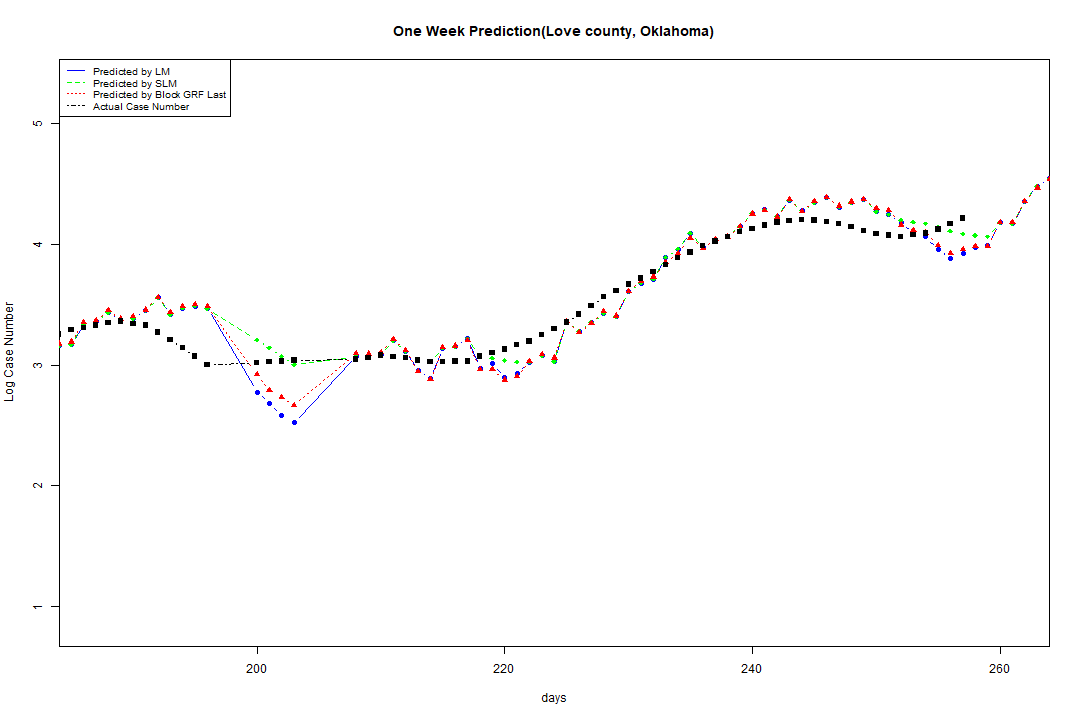 One Week Prediction(Love county, Oklahoma)
Predicted by LM
Predicted by SLM
Predicted by Block GRF Last
Actual Case Number
5
4
3
2
1
Log Case Number
200 220 240 260
days